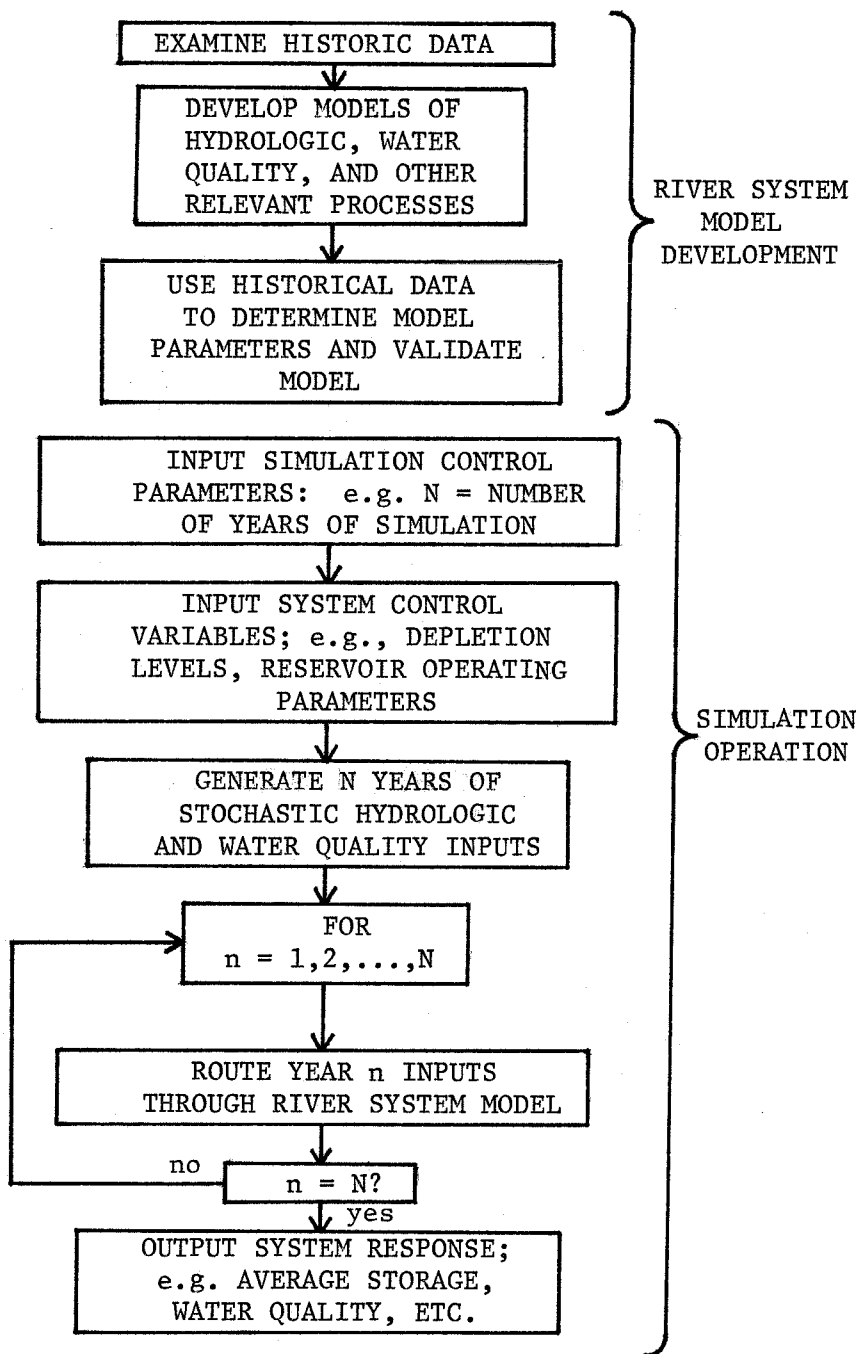 EXAMINE HISTORIC DATA
DEVELOP MODELS OF
HYDROLOGIC, WATER
QUALITY, AND OTHER
RELEVANT PROCESSES
USE HISTORICAL DATA
TO DETERMINE MODEL
PARAMETERS AND VALIDATE
MODEL
RIVER SYSTEM
MODEL
DEVELOPMENT
INPUT SIMULATION CONTROL
PARAMETERS: e.g. N = NUMBER
OF YEARS OF SIMULATION
INPUT SYSTEM CONTROL
VARIABLES; e.g., DEPLETION
LEVELS, RESERVOIR OPERATING
PARAMETERS
GENERATE N YEARS OF
STOCHASTIC HYDROLOGIC
AND WATER QUALITY INPUTS
FOR
n = 1,2,...,N
ROUTE YEAR n INPUTS
THROUGH RIVER SYSTEM MODEL
no
n = N?
yes
OUTPUT SYSTEM RESPONSE;
e.g. AVERAGE STORAGE,
WATER QUALITY, ETC.
SIMULATION
OPERATION